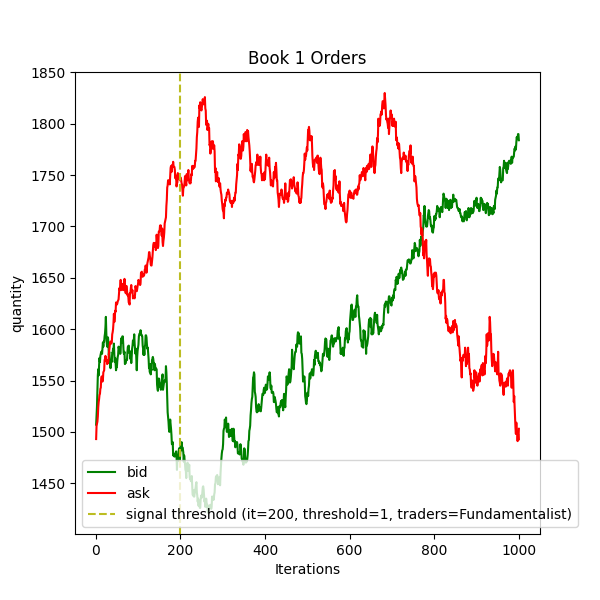 Book 1 Orders
quantity
1850
1800
1750
1700
1650
1600
1550
1500
1450
bid
ask
signal threshold (it=200, threshold=1, traders=Fundamentalist)
0 200 400 600 800 1000
Iterations